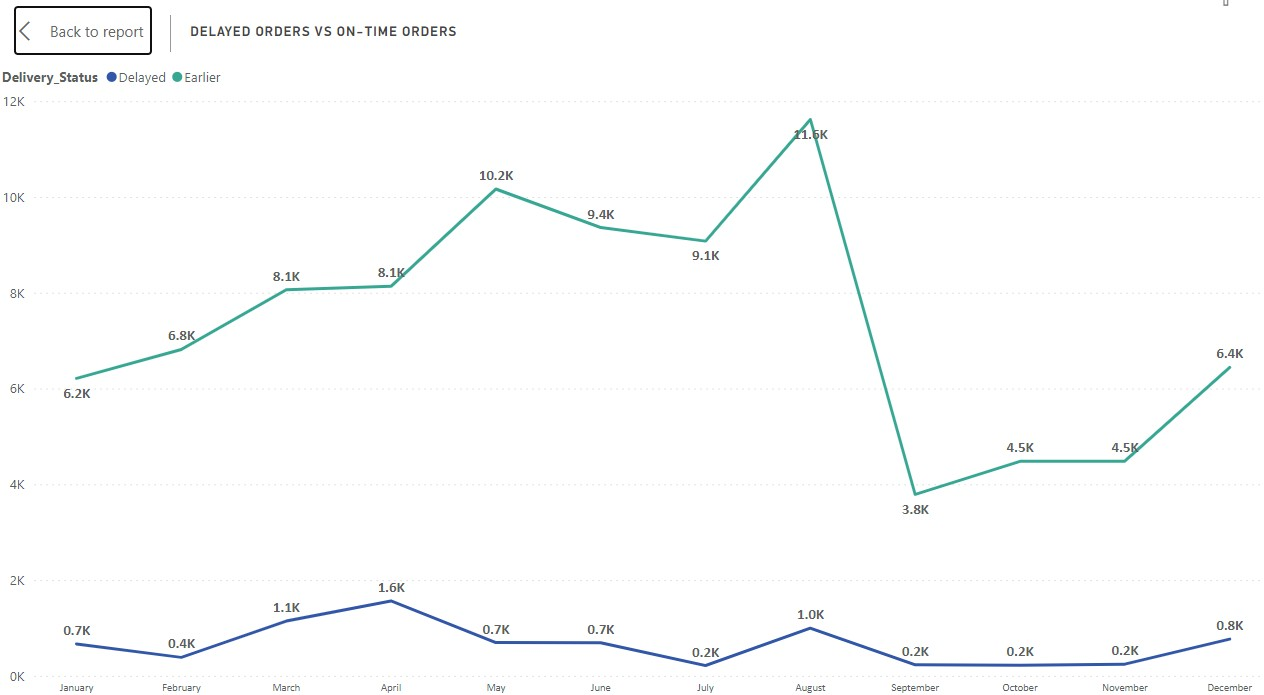 Back to report
DELAYED ORDERS VS ON-TIME ORDERS
Delivery_Status Delayed Earlier
12K
11.6K
10.2K
10K
9.4K
9.1K
8.1K
8.1K
8K
6.8K
6.4K
6.2K
6K
4.5K
4.5K
4K
3.8K
2K
1.6K
1.1K
1.0K
0.8K
0.7K
0.4K
0.7K
0.7K
0.2K
0.2K
0.2K
0.2K
0K
January February March April May June July August September October November December